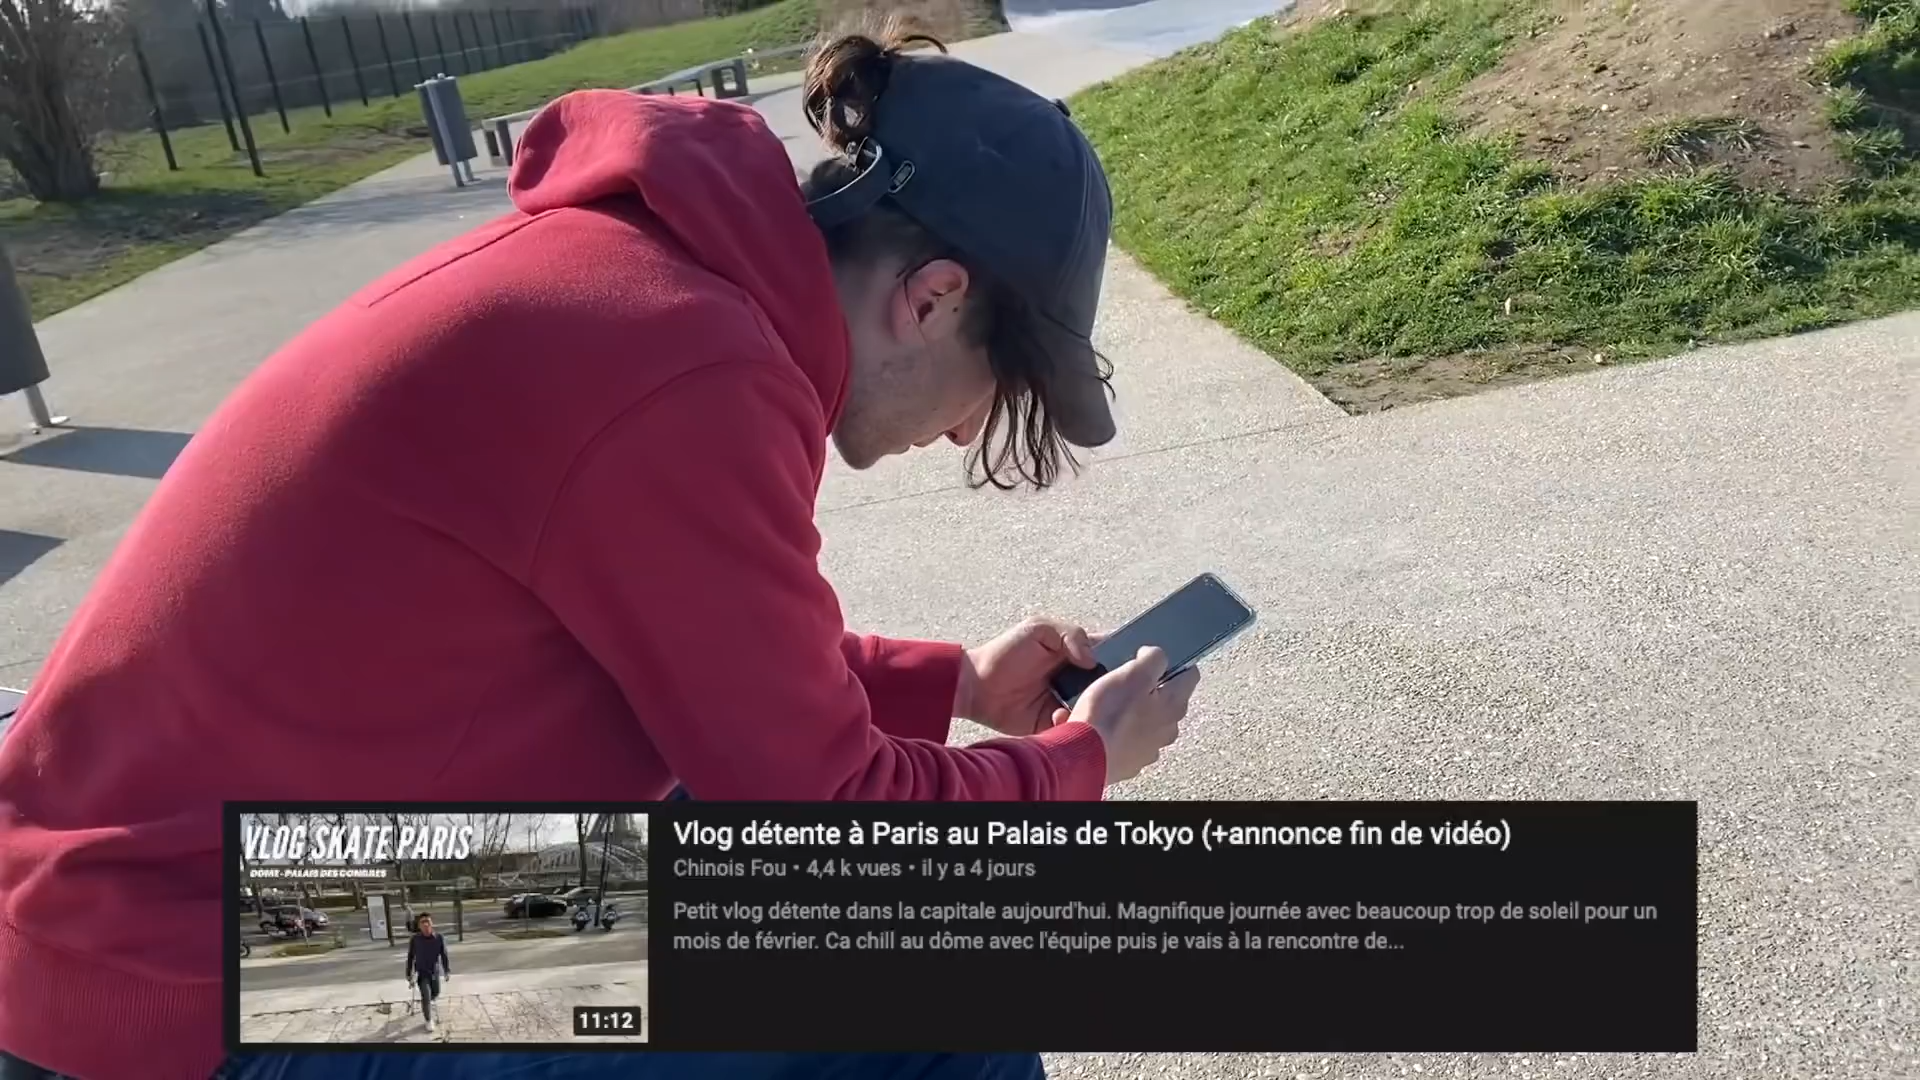 VLOG SKATE PARIS
DÔME - PALAIS DES CONGRES
11:12
Vlog détente à Paris au Palais de Tokyo (+annonce fin de vidéo)
Chinois Fou • 4,4 k vues • il y a 4 jours
Petit vlog détente dans la capitale aujourd'hui. Magnifique journée avec beaucoup trop de soleil pour un
mois de février. Ca chill au dôme avec l'équipe puis je vais à la rencontre de...